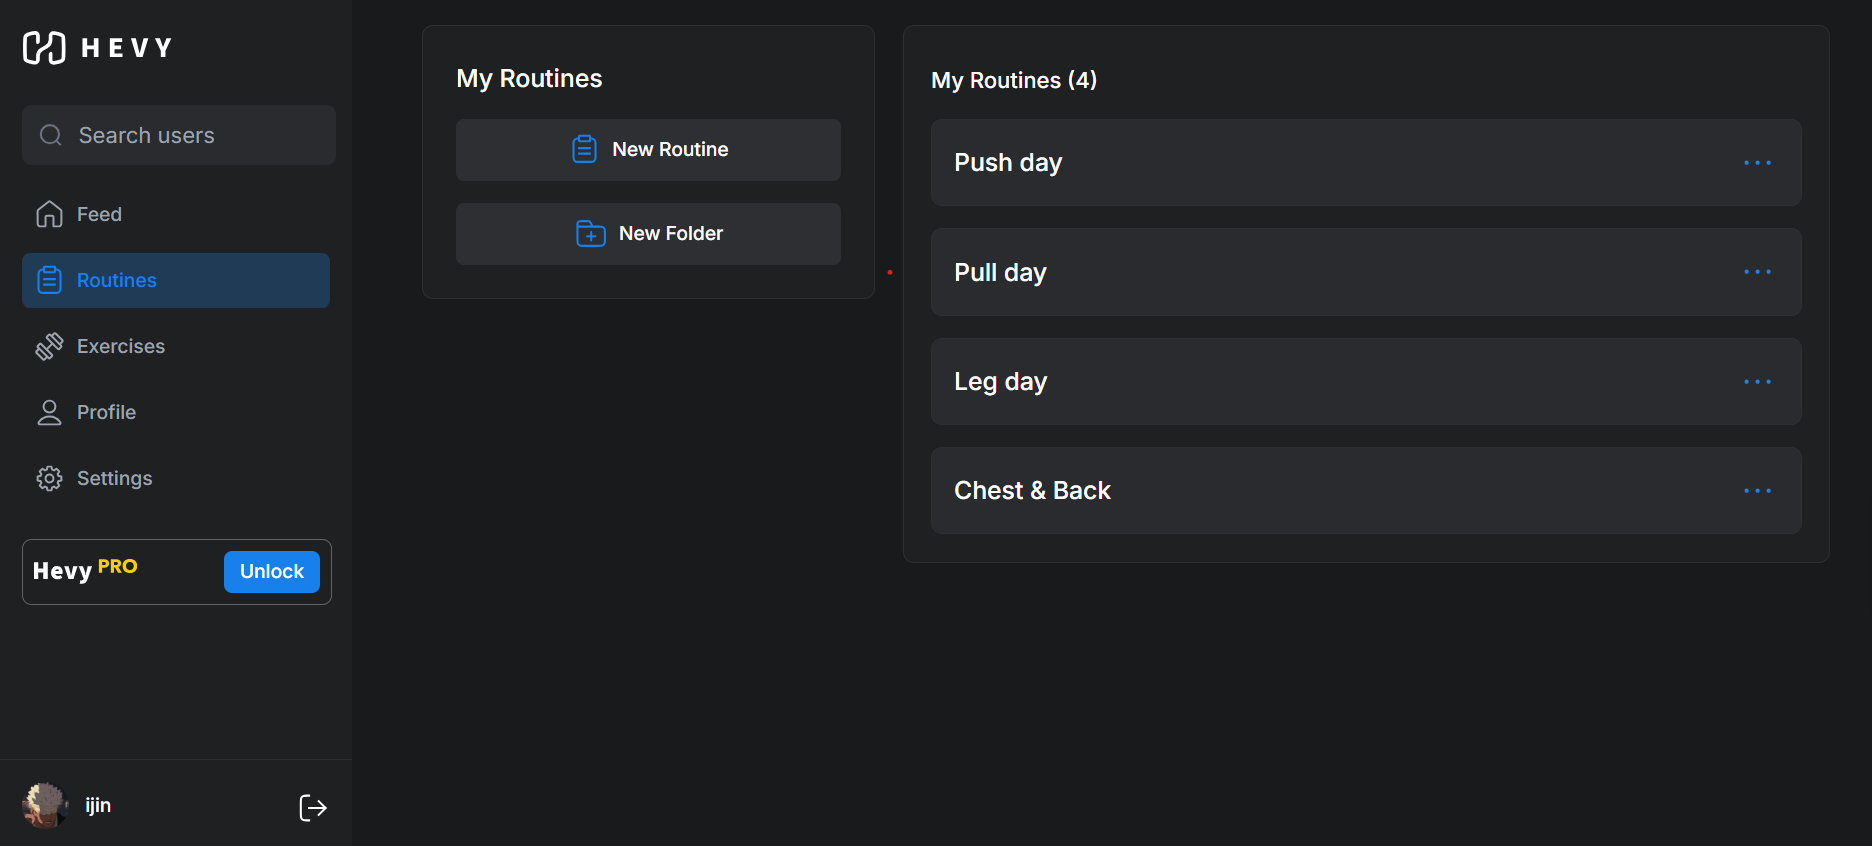 HEVY
Search users
Feed
Routines
Exercises
Profile
Settings
Hevy PRO
Unlock
ijin
My Routines
New Routine
New Folder
My Routines (4)
Push day
Pull day
Leg day
Chest & Back